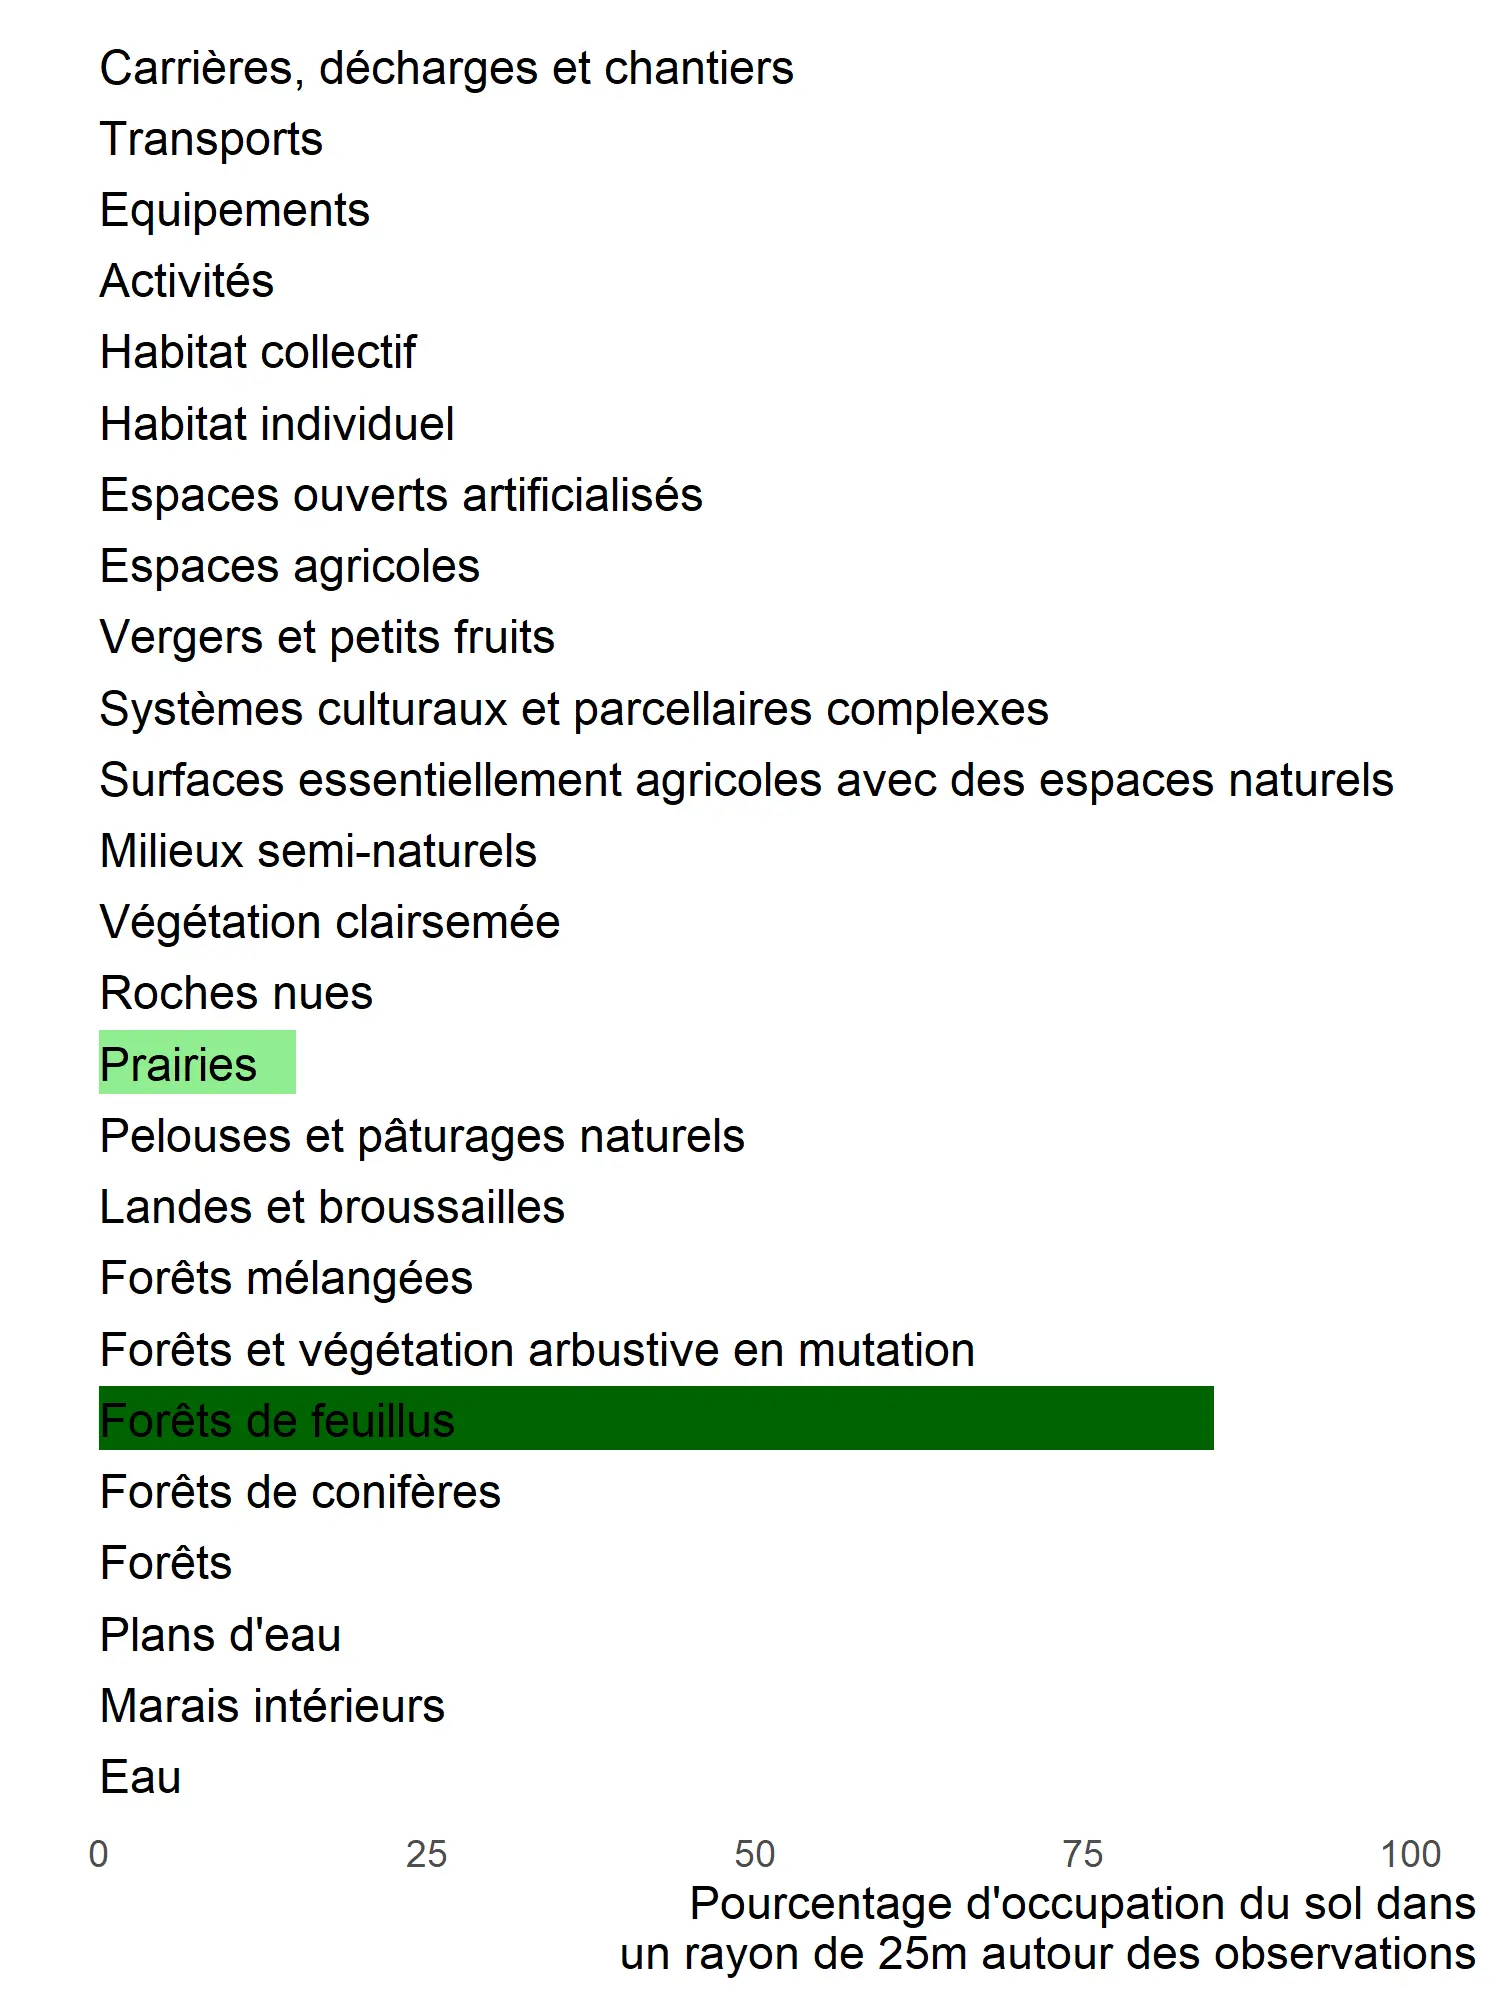 Carrières, décharges et chantiers
Transports
Equipements
Activités
Habitat collectif
Habitat individuel
Espaces ouverts artificialisés
Espaces agricoles
Vergers et petits fruits
Systèmes culturaux et parcellaires complexes
Surfaces essentiellement agricoles avec des espaces naturels
Milieux semi-naturels
Végétation clairsemée
Roches nues
Prairies
Pelouses et pâturages naturels
Landes et broussailles
Forêts mélangées
Forêts et végétation arbustive en mutation
Forêts de feuillus
Forêts de conifères
Forêts
Plans d'eau
Marais intérieurs
Eau
0 25 50 75 100
Pourcentage d'occupation du sol dans
un rayon de 25m autour des observations